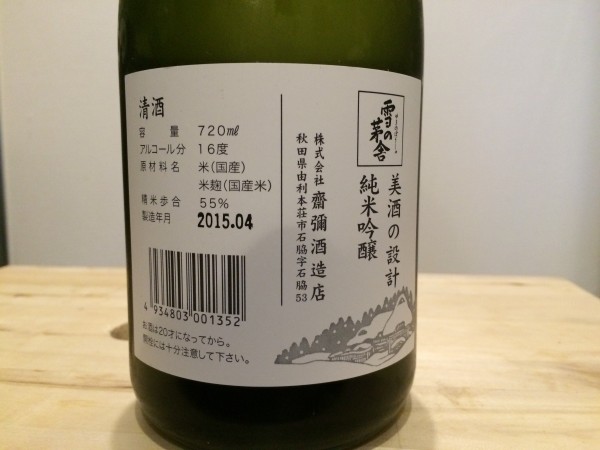 清酒
容量 720ml
アルコール分 16度
原材料名 米(国産)
米麹(国産米)
精米歩合 55%
製造年月 2015.04
4 934803 001352
お酒は20才になってから。
開栓には十分注意して下さい。
雪の茅舎
美酒の設計
純米吟醸
株式会社 齋彌酒造店
秋田県由利本荘市石脇字石脇53